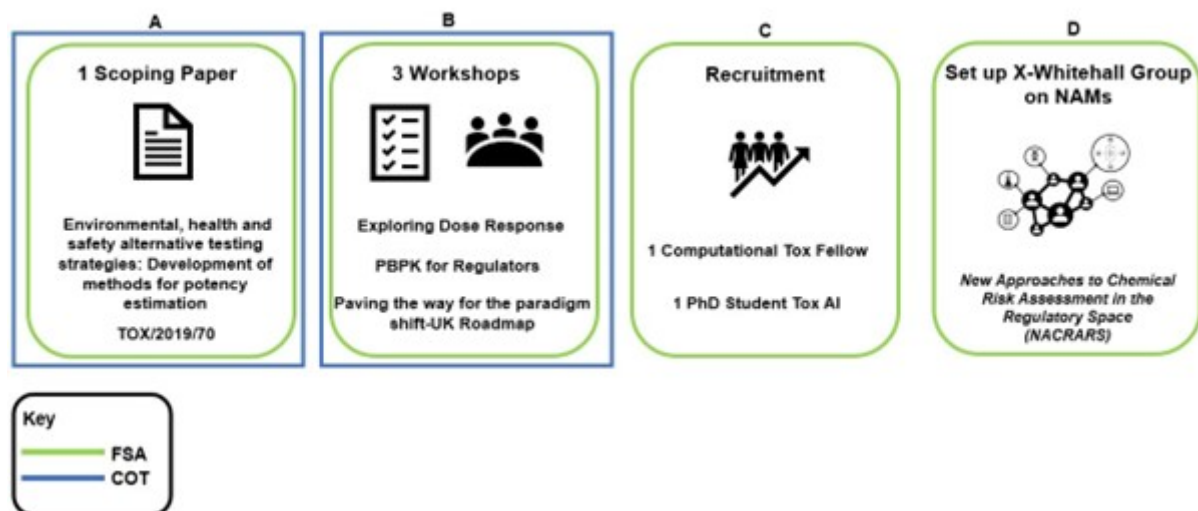 A
1 Scoping Paper
Environmental, health and
safety alternative testing
strategies: Development of
methods for potency
estimation
TOX/2019/70
B
3 Workshops
Exploring Dose Response
PBPK for Regulators
Paving the way for the paradigm
shift-UK Roadmap
C
Recruitment
1 Computational Tox Fellow
1 PhD Student Tox AI
D
Set up X-Whitehall Group
on NAMs
New Approaches to Chemical
Risk Assessment in the
Regulatory Space
(NACRARS)
Key
FSA
COT